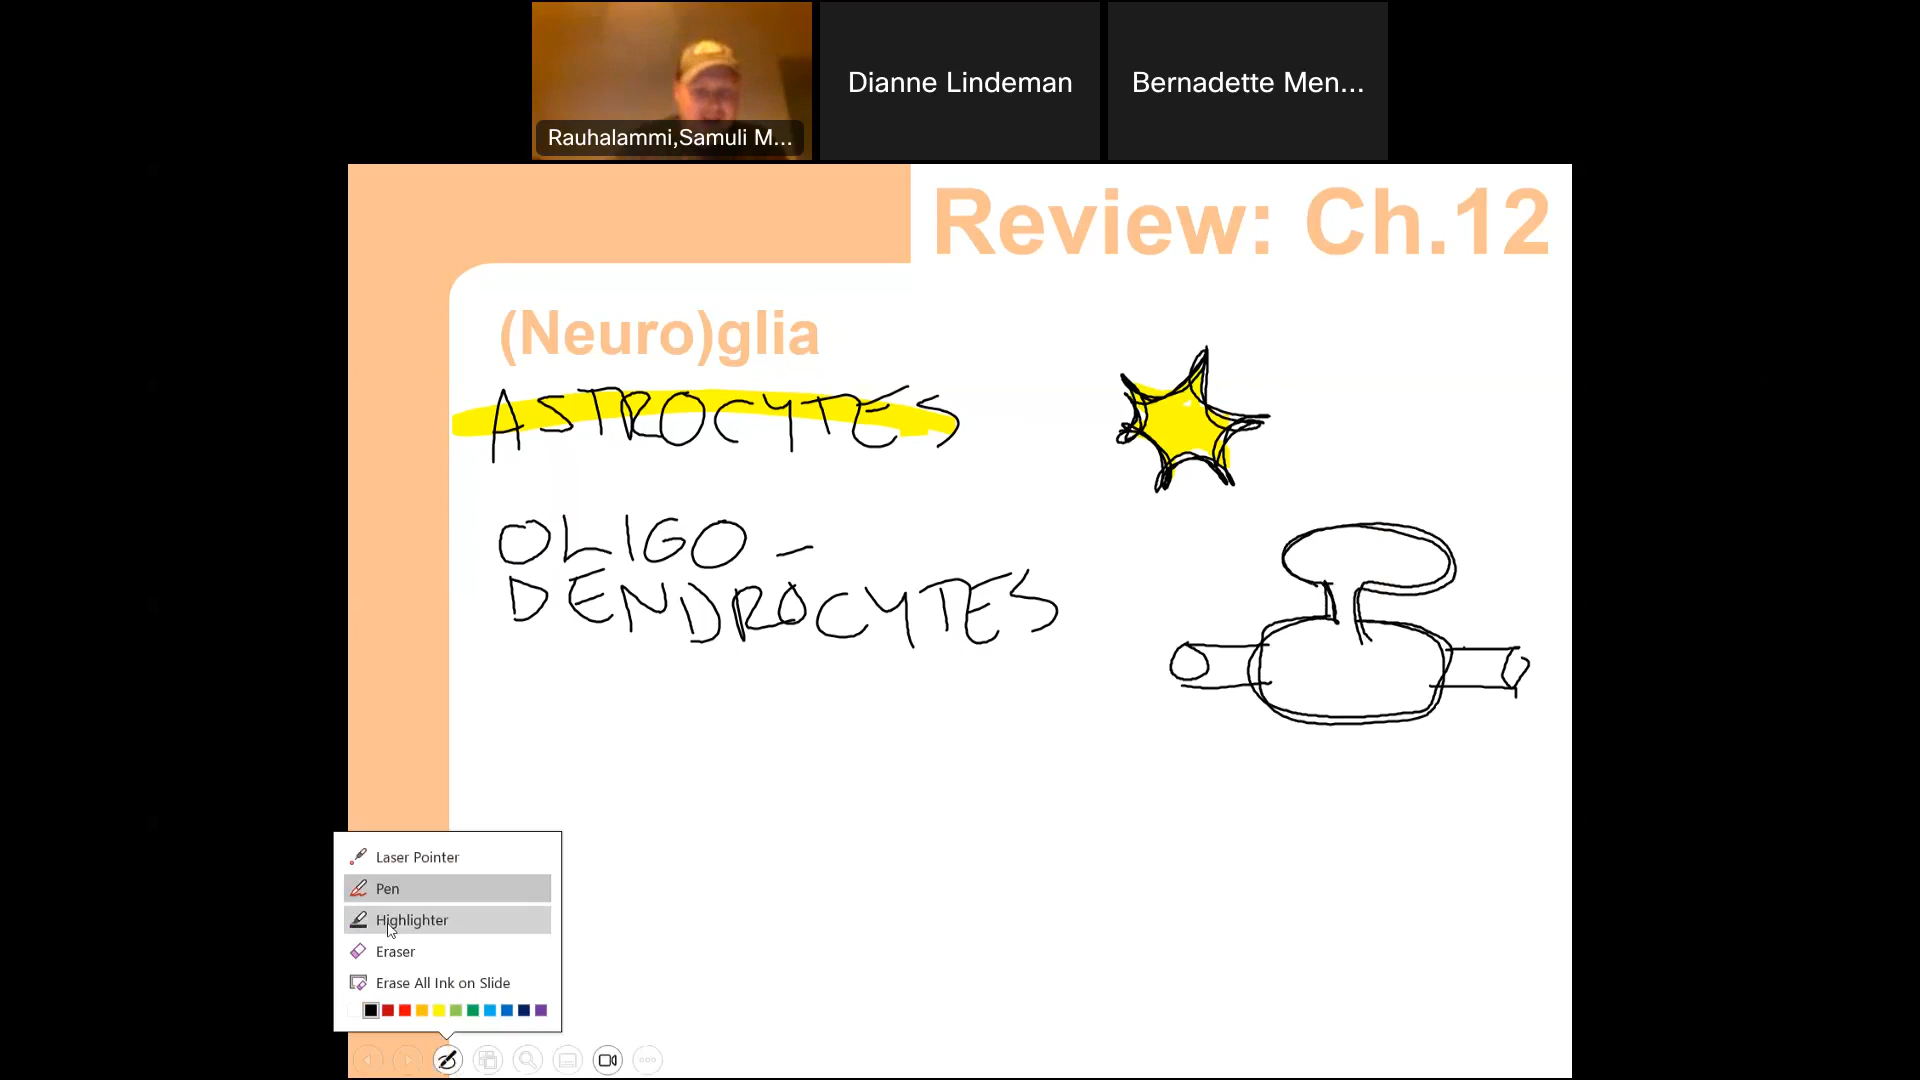 Dianne Lindeman
Bernadette Men...
Rauhalammi,Samuli M...
Review: Ch.12
(Neuro)glia
ASTROCYTES
OLIGO-
DENDROCYTES
Laser Pointer
Pen
Highlighter
Eraser
Erase All Ink on Slide